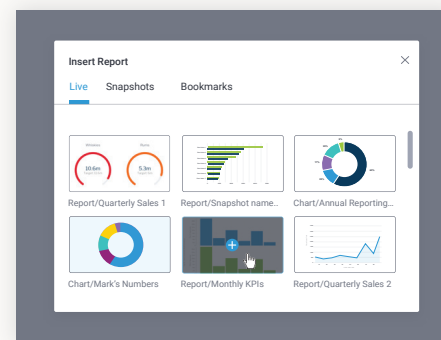 Insert Report
Live Snapshots Bookmarks
10.6m 5.3m
Report/Quarterly Sales 1 Report/Snapshot name.. Chart/Annual Reporting...
Chart/Mark's Numbers Report/Monthly KPIs Report/Quarterly Sales 2